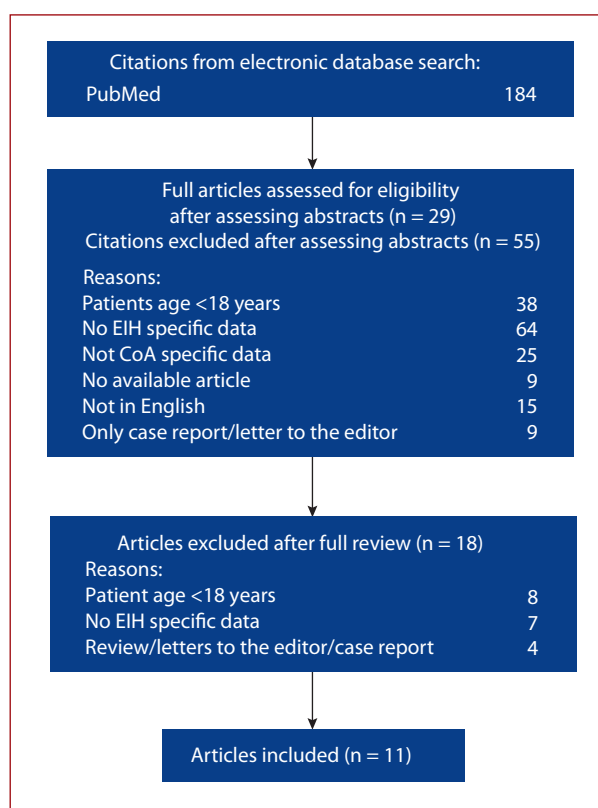 Citations from electronic database search:
PubMed 184
Full articles assessed for eligibility
after assessing abstracts (n = 29)
Citations excluded after assessing abstracts (n = 55)
Reasons:
Patients age <18 years 38
No EIH specific data 64
Not CoA specific data 25
No available article 9
Not in English 15
Only case report/letter to the editor 9
Articles excluded after full review (n = 18)
Reasons:
Patient age <18 years 8
No EIH specific data 7
Review/letters to the editor/case report 4
Articles included (n = 11)